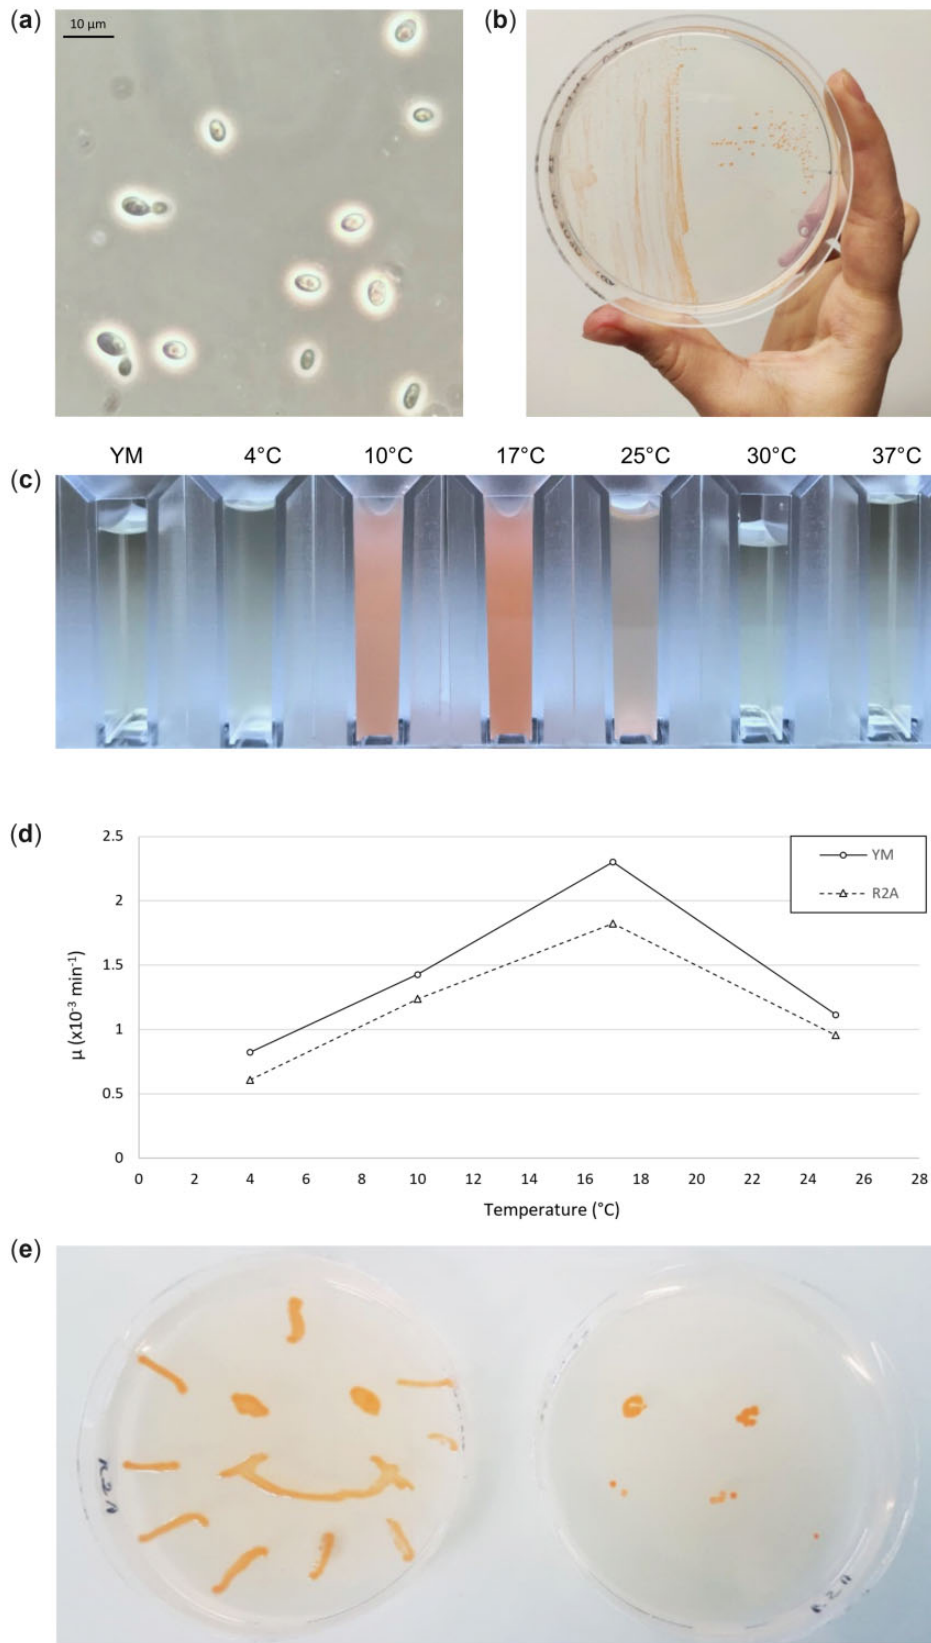 (a)
10 µm
(b)
(c)
YM 4°C 10°C 17°C 25°C 30°C 37°C
(d)
2.5
2
1.5
1
0.5
0
µ (x10⁻³ min⁻¹)
YM
R2A
0 2 4 6 8 10 12 14 16 18 20 22 24 26 28
Temperature (°C)
(e)
R2A